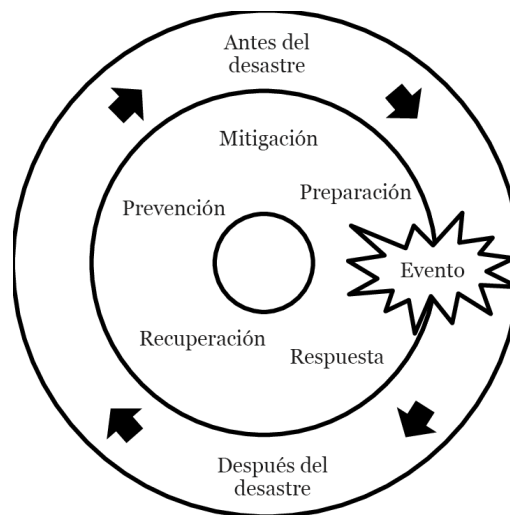 Antes del
desastre
Mitigación
Preparación
Prevención
Evento
Recuperación
Respuesta
Después del
desastre